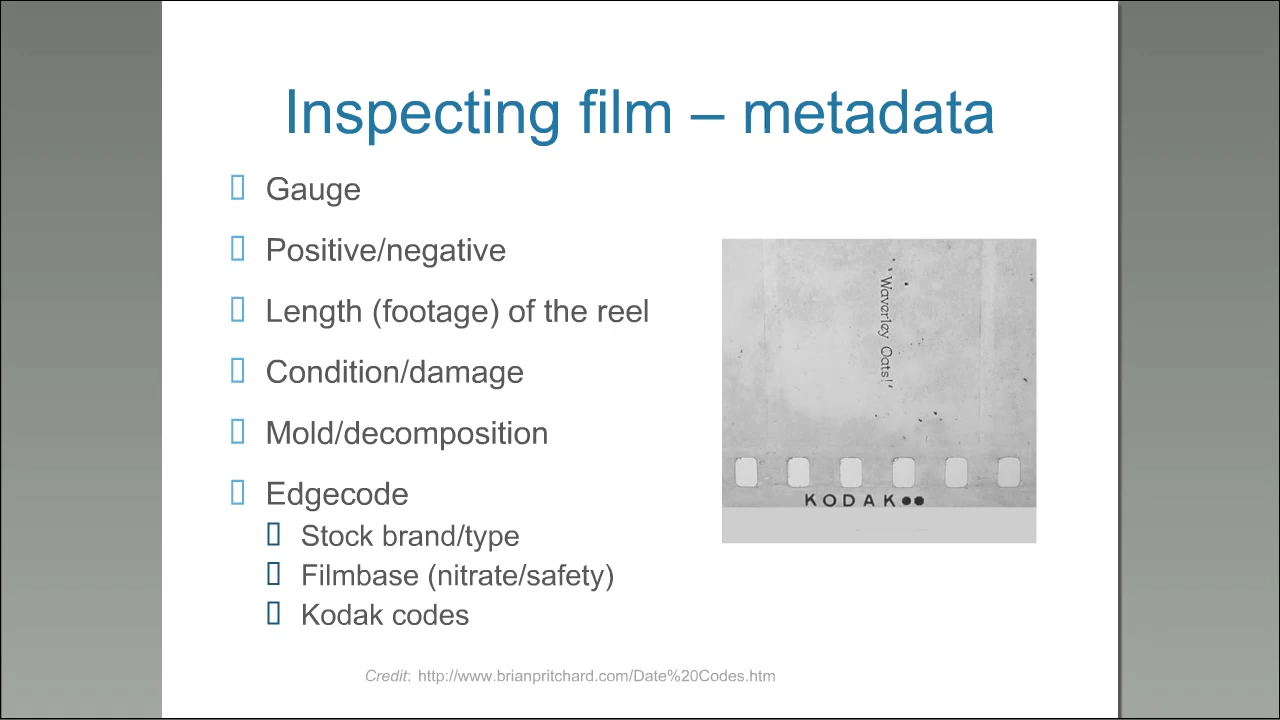 Inspecting film – metadata
Gauge
Positive/negative
Length (footage) of the reel
Condition/damage
Mold/decomposition
Edgecode
Stock brand/type
Filmbase (nitrate/safety)
Kodak codes
"Waverley Oats!"
KODAK●●
Credit: http://www.brianpritchard.com/Date%20Codes.htm